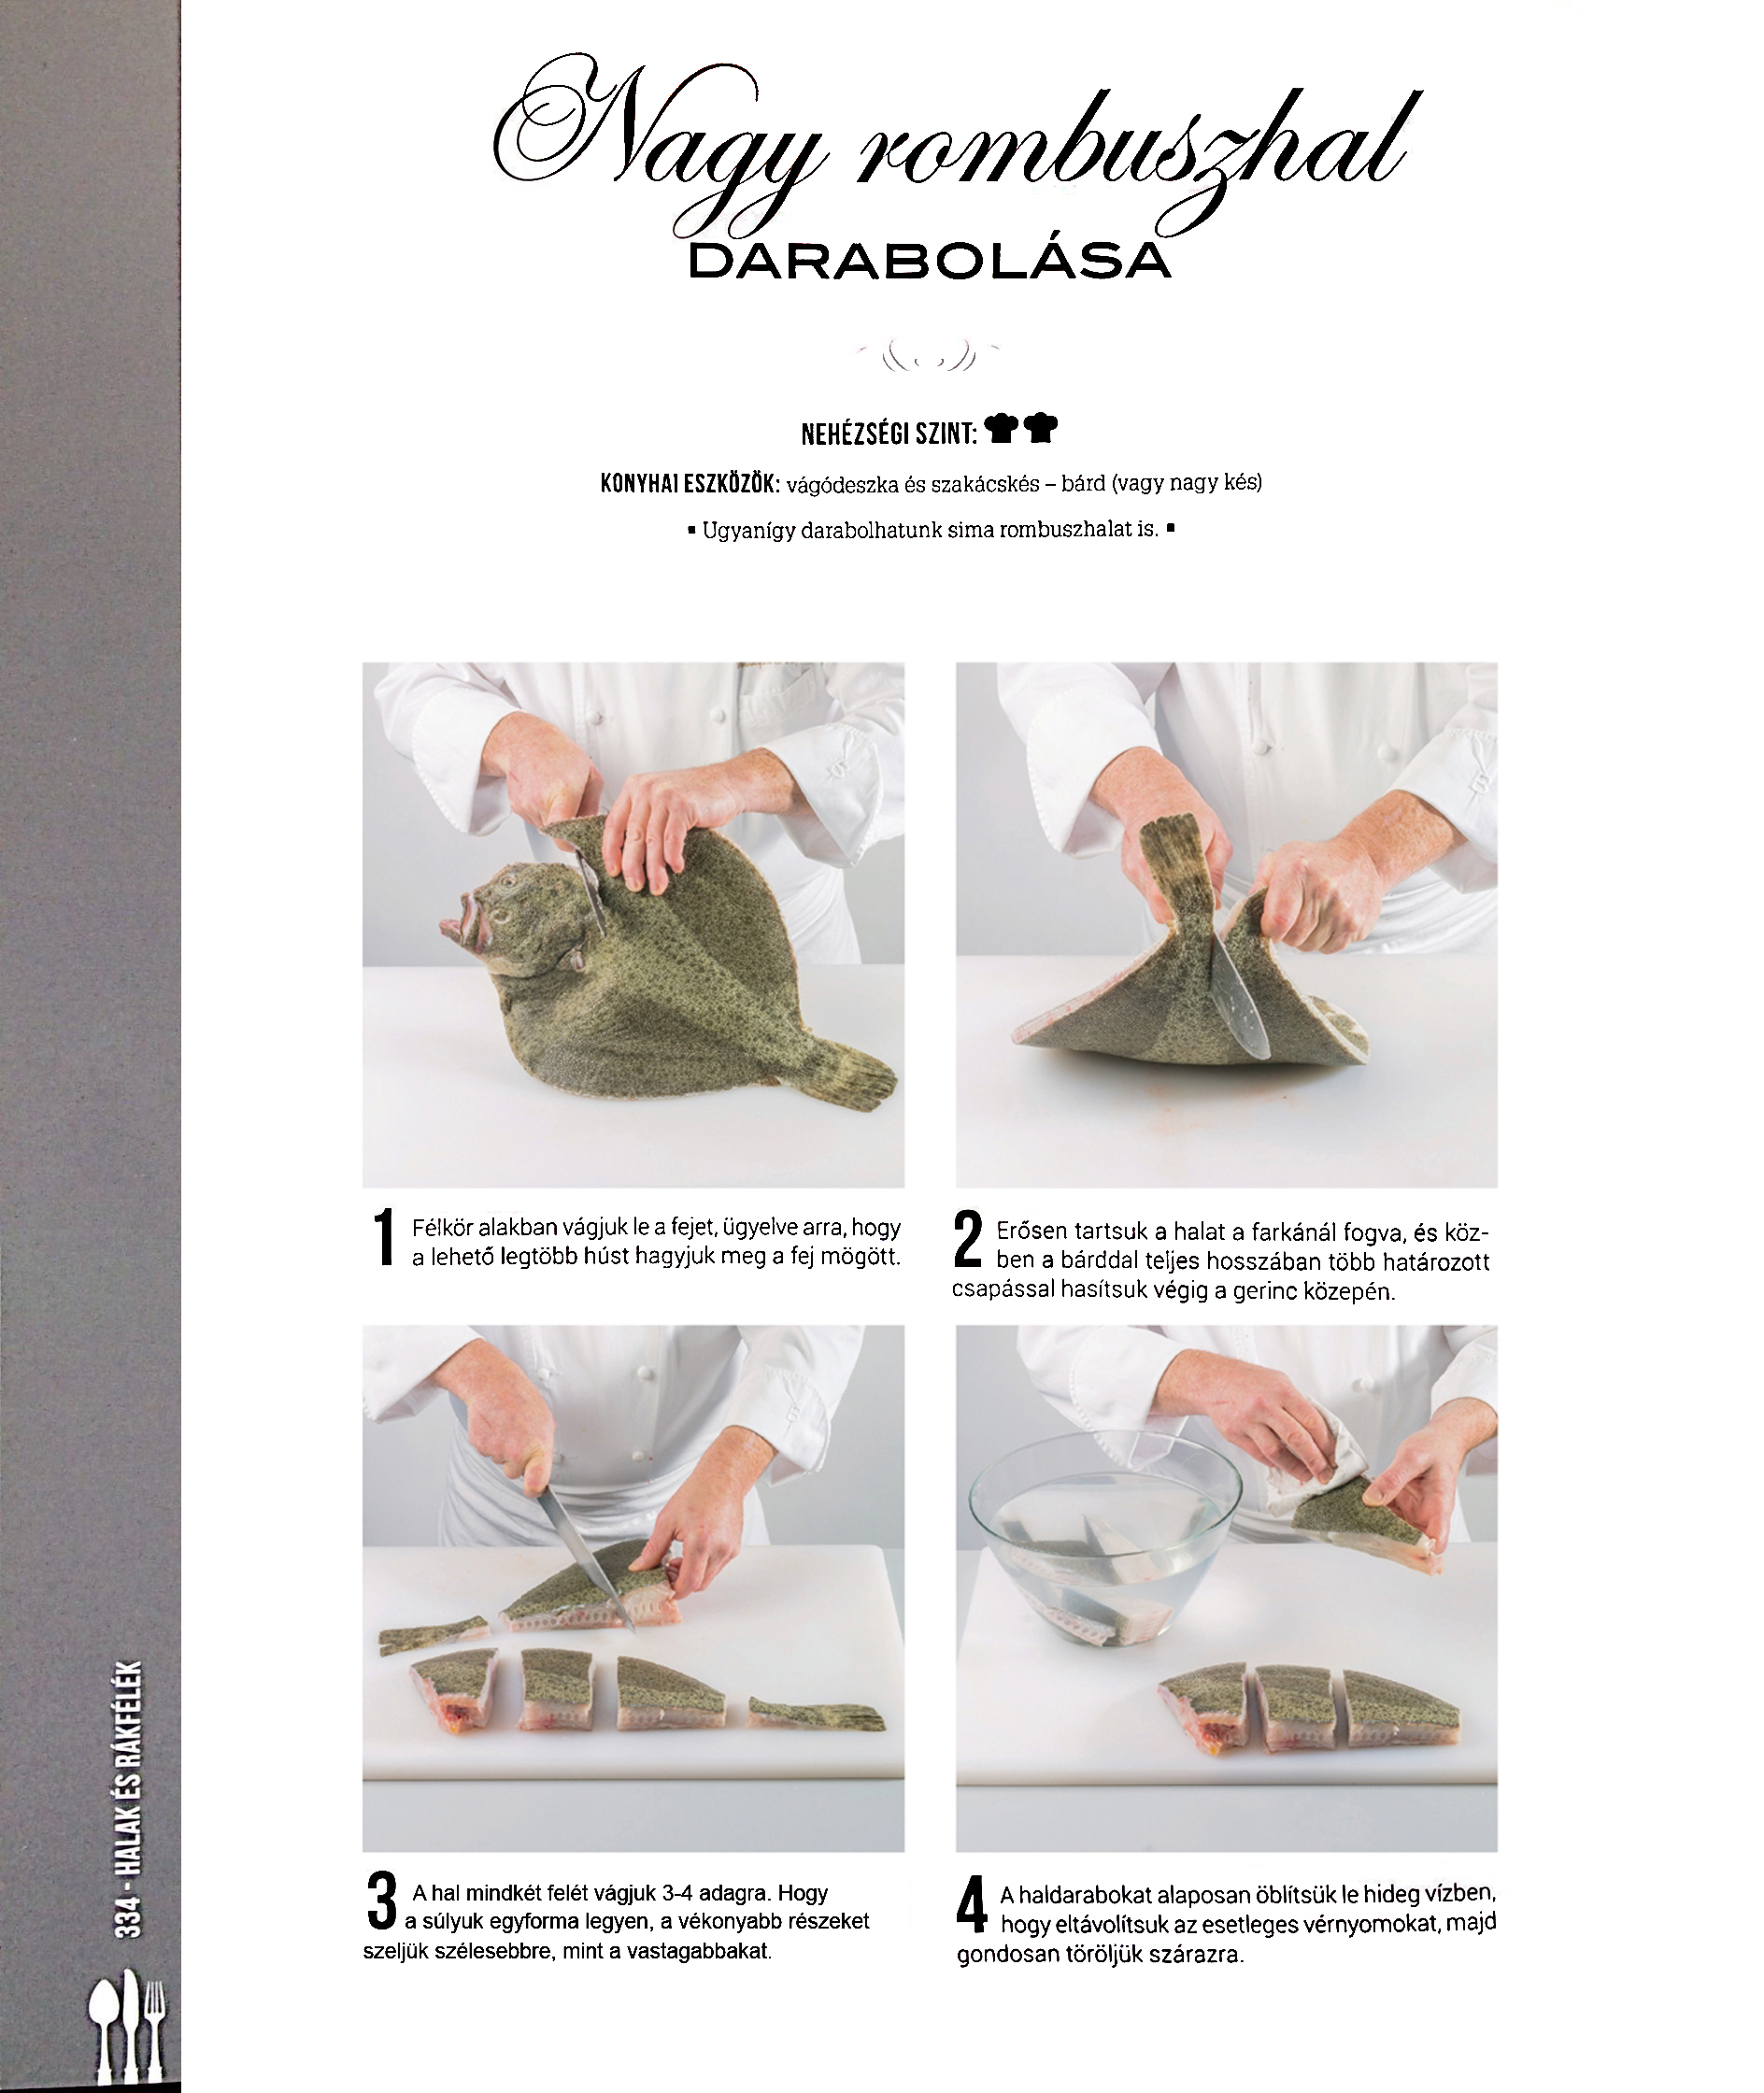 Nagy rombuszhal
DARABOLÁSA
NEHÉZSÉGI SZINT:
KONYHAI ESZKÖZÖK: vágódeszka és szakácskés – bárd (vagy nagy kés)
▪ Ugyanígy darabolhatunk sima rombuszhalat is. ▪
1 Félkör alakban vágjuk le a fejet, ügyelve arra, hogy
a lehető legtöbb húst hagyjuk meg a fej mögött.
2 Erősen tartsuk a halat a farkánál fogva, és köz-
ben a bárddal teljes hosszában több határozott
csapással hasítsuk végig a gerinc közepén.
3 A hal mindkét felét vágjuk 3-4 adagra. Hogy
a súlyuk egyforma legyen, a vékonyabb részeket
szeljük szélesebbre, mint a vastagabbakat.
4 A haldarabokat alaposan öblítsük le hideg vízben,
hogy eltávolítsuk az esetleges vérnyomokat, majd
gondosan töröljük szárazra.
334 - HALAK ÉS RÁKFÉLÉK